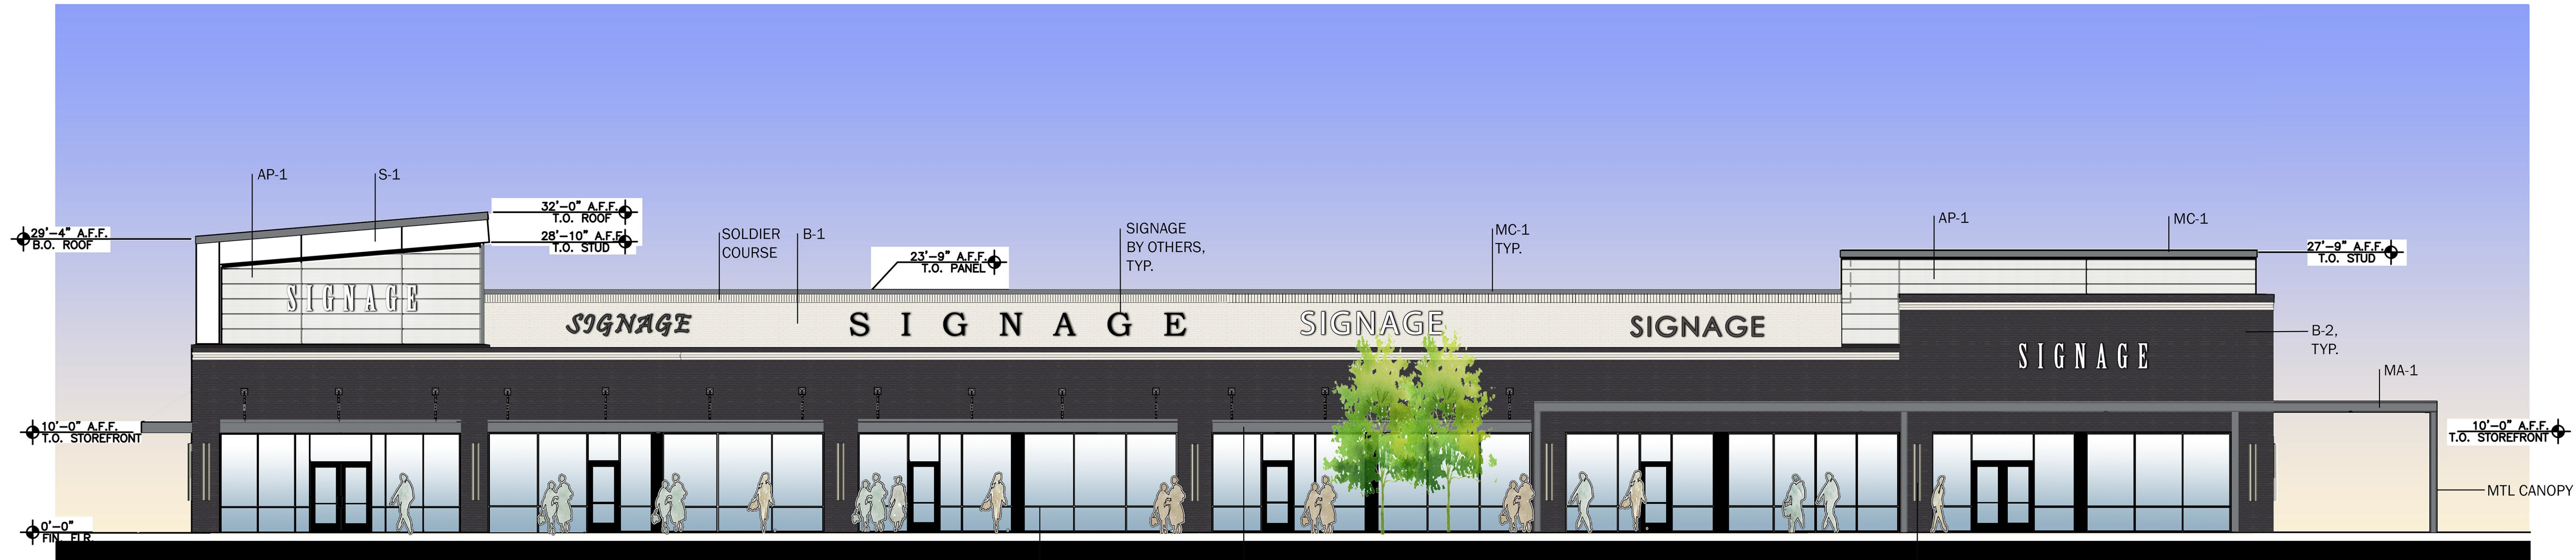 AP-1
S-1
32'-0" A.F.F.
T.O. ROOF
29'-4" A.F.F.
B.O. ROOF
28'-10" A.F.F.
T.O. STUD
SOLDIER
COURSE
B-1
23'-9" A.F.F.
T.O. PANEL
SIGNAGE
BY OTHERS,
TYP.
MC-1
TYP.
AP-1
MC-1
27'-9" A.F.F.
T.O. STUD
SIGNAGE
SIGNAGE
SIGNAGE
SIGNAGE
SIGNAGE
SIGNAGE
B-2,
TYP.
MA-1
10'-0" A.F.F.
T.O. STOREFRONT
10'-0" A.F.F.
T.O. STOREFRONT
MTL CANOPY
0'-0"
FIN. FLR.